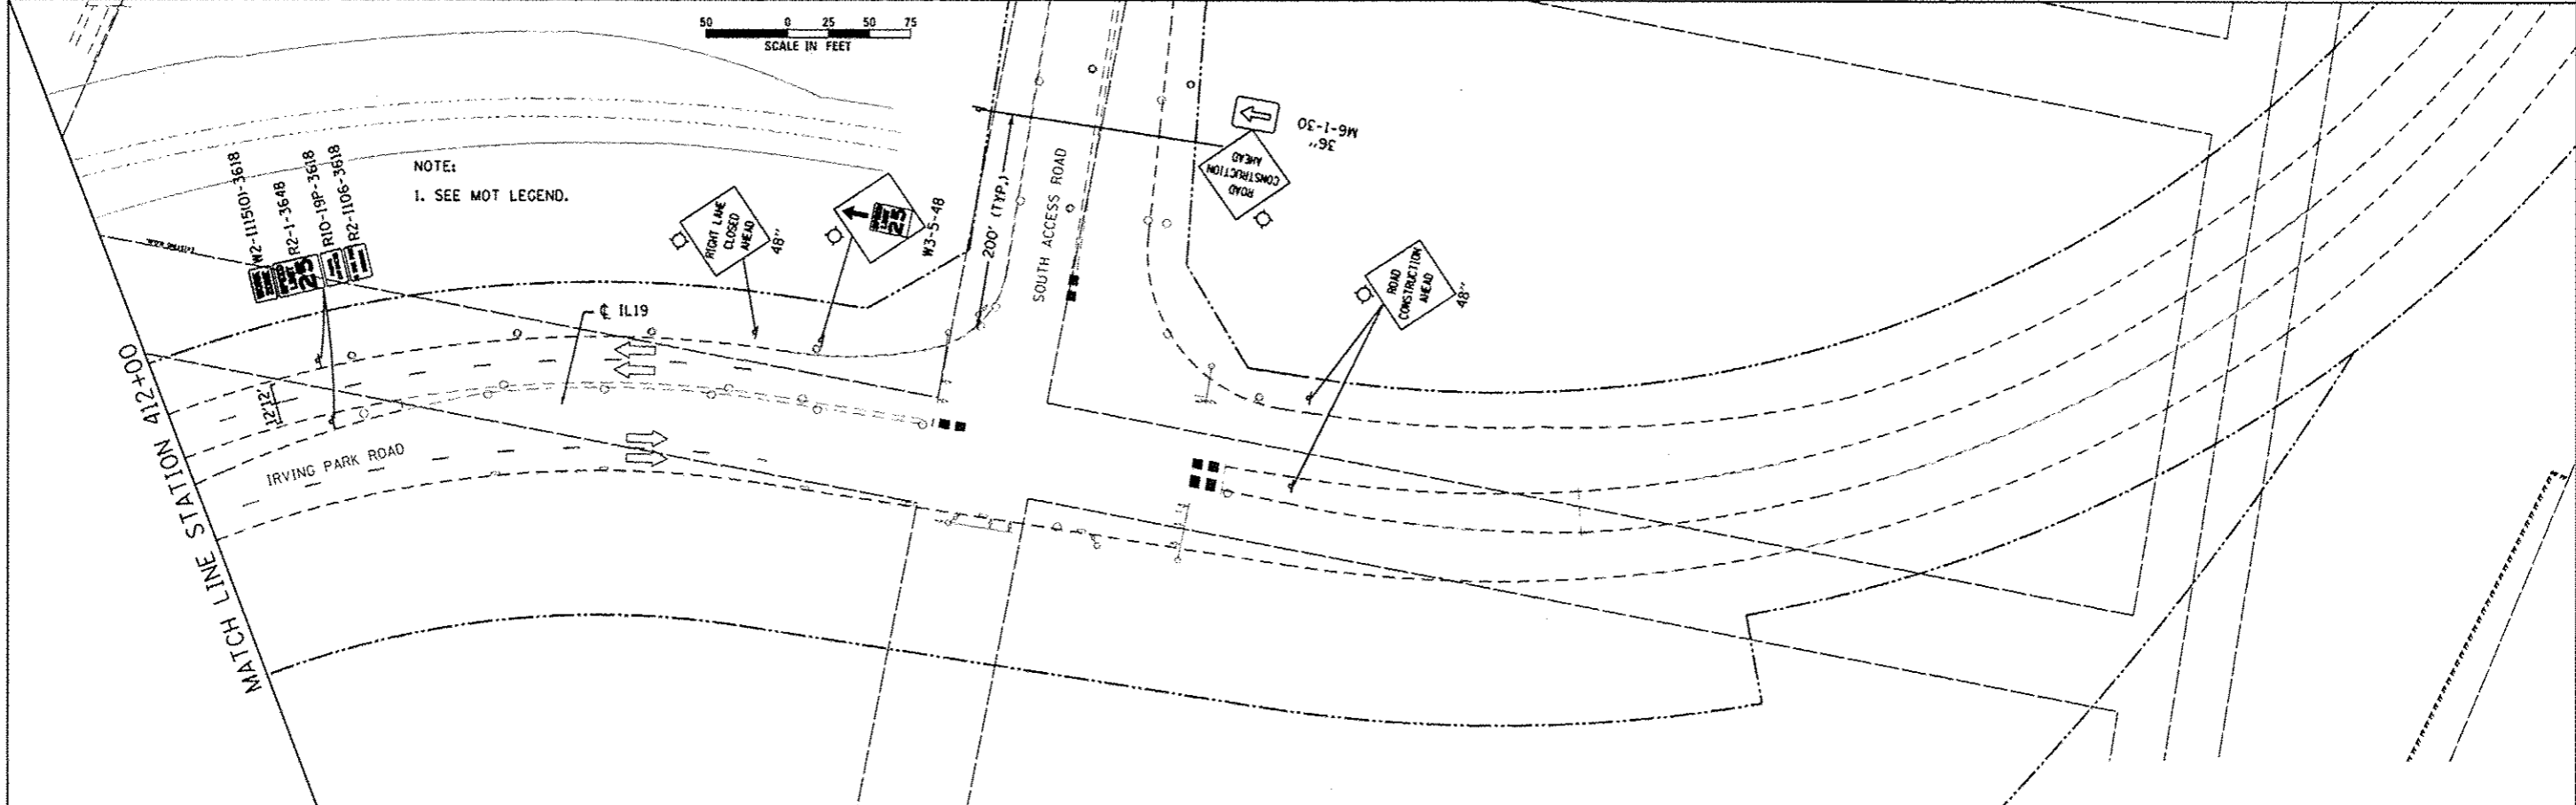 50 0 25 50 75
SCALE IN FEET
NOTE:
1. SEE MOT LEGEND.
W2-1115(O)-3618
R2-1-3648
R10-19P-3618
R2-1106-3618
LIMIT
25
RIGHT LANE
CLOSED
AHEAD
48"
25
W3-5-48
200' (TYP.)
SOUTH ACCESS ROAD
M6-1-30
36"
ROAD
CONSTRUCTION
AHEAD
ROAD
CONSTRUCTION
AHEAD
48"
℄ IL19
12' 12'
IRVING PARK ROAD
MATCH LINE STATION 412+00